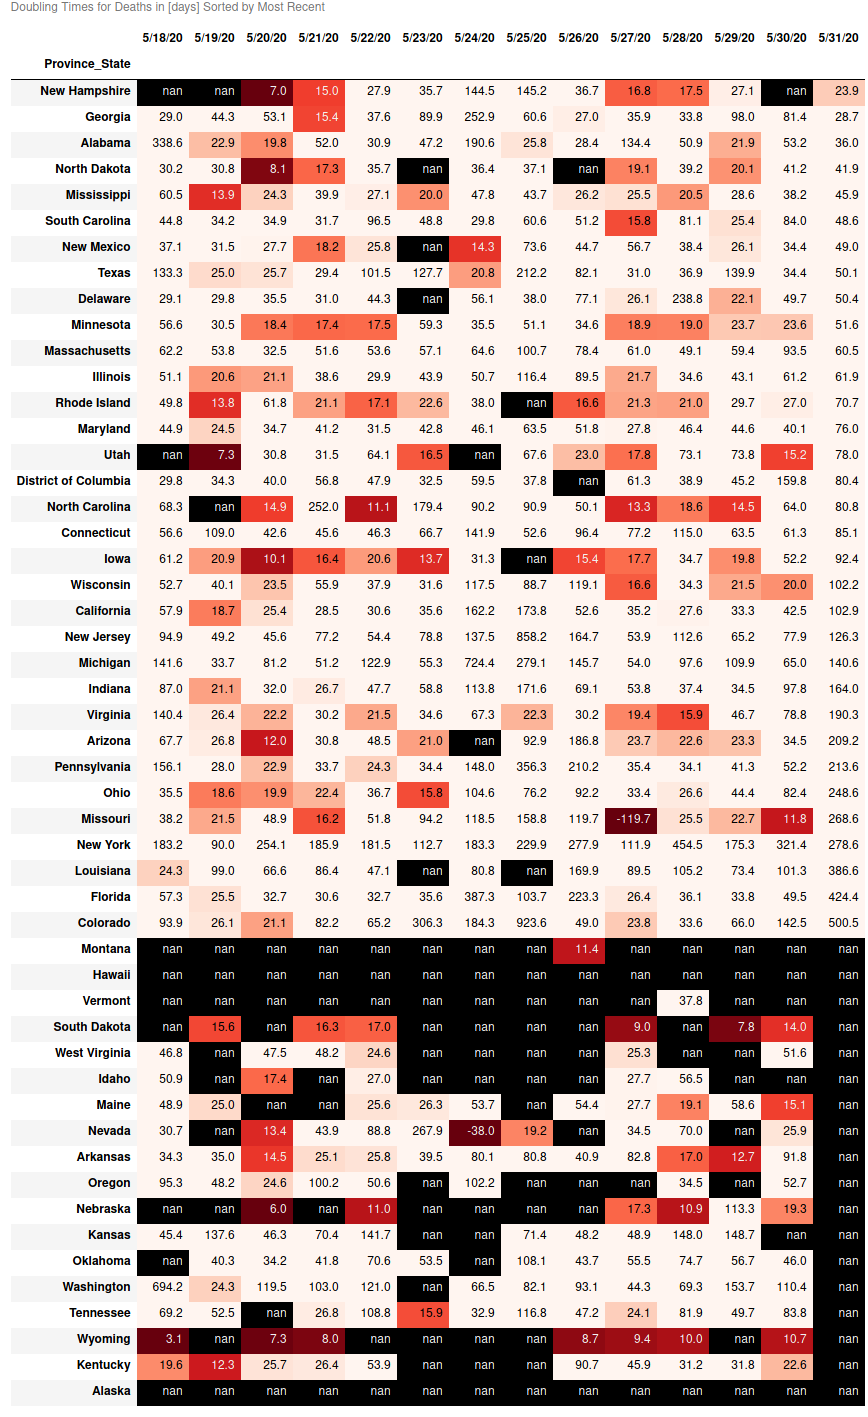 Doubling Times for Deaths in [days] Sorted by Most Recent
5/18/20 5/19/20 5/20/20 5/21/20 5/22/20 5/23/20 5/24/20 5/25/20 5/26/20 5/27/20 5/28/20 5/29/20 5/30/20 5/31/20
Province_State
New Hampshire nan nan 7.0 15.0 27.9 35.7 144.5 145.2 36.7 16.8 17.5 27.1 nan 23.9
Georgia 29.0 44.3 53.1 15.4 37.6 89.9 252.9 60.6 27.0 35.9 33.8 98.0 81.4 28.7
Alabama 338.6 22.9 19.8 52.0 30.9 47.2 190.6 25.8 28.4 134.4 50.9 21.9 53.2 36.0
North Dakota 30.2 30.8 8.1 17.3 35.7 nan 36.4 37.1 nan 19.1 39.2 20.1 41.2 41.9
Mississippi 60.5 13.9 24.3 39.9 27.1 20.0 47.8 43.7 26.2 25.5 20.5 28.6 38.2 45.9
South Carolina 44.8 34.2 34.9 31.7 96.5 48.8 29.8 60.6 51.2 15.8 81.1 25.4 84.0 48.6
New Mexico 37.1 31.5 27.7 18.2 25.8 nan 14.3 73.6 44.7 56.7 38.4 26.1 34.4 49.0
Texas 133.3 25.0 25.7 29.4 101.5 127.7 20.8 212.2 82.1 31.0 36.9 139.9 34.4 50.1
Delaware 29.1 29.8 35.5 31.0 44.3 nan 56.1 38.0 77.1 26.1 238.8 22.1 49.7 50.4
Minnesota 56.6 30.5 18.4 17.4 17.5 59.3 35.5 51.1 34.6 18.9 19.0 23.7 23.6 51.6
Massachusetts 62.2 53.8 32.5 51.6 53.6 57.1 64.6 100.7 78.4 61.0 49.1 59.4 93.5 60.5
Illinois 51.1 20.6 21.1 38.6 29.9 43.9 50.7 116.4 89.5 21.7 34.6 43.1 61.2 61.9
Rhode Island 49.8 13.8 61.8 21.1 17.1 22.6 38.0 nan 16.6 21.3 21.0 29.7 27.0 70.7
Maryland 44.9 24.5 34.7 41.2 31.5 42.8 46.1 63.5 51.8 27.8 46.4 44.6 40.1 76.0
Utah nan 7.3 30.8 31.5 64.1 16.5 nan 67.6 23.0 17.8 73.1 73.8 15.2 78.0
District of Columbia 29.8 34.3 40.0 56.8 47.9 32.5 59.5 37.8 nan 61.3 38.9 45.2 159.8 80.4
North Carolina 68.3 nan 14.9 252.0 11.1 179.4 90.2 90.9 50.1 13.3 18.6 14.5 64.0 80.8
Connecticut 56.6 109.0 42.6 45.6 46.3 66.7 141.9 52.6 96.4 77.2 115.0 63.5 61.3 85.1
Iowa 61.2 20.9 10.1 16.4 20.6 13.7 31.3 nan 15.4 17.7 34.7 19.8 52.2 92.4
Wisconsin 52.7 40.1 23.5 55.9 37.9 31.6 117.5 88.7 119.1 16.6 34.3 21.5 20.0 102.2
California 57.9 18.7 25.4 28.5 30.6 35.6 162.2 173.8 52.6 35.2 27.6 33.3 42.5 102.9
New Jersey 94.9 49.2 45.6 77.2 54.4 78.8 137.5 858.2 164.7 53.9 112.6 65.2 77.9 126.3
Michigan 141.6 33.7 81.2 51.2 122.9 55.3 724.4 279.1 145.7 54.0 97.6 109.9 65.0 140.6
Indiana 87.0 21.1 32.0 26.7 47.7 58.8 113.8 171.6 69.1 53.8 37.4 34.5 97.8 164.0
Virginia 140.4 26.4 22.2 30.2 21.5 34.6 67.3 22.3 30.2 19.4 15.9 46.7 78.8 190.3
Arizona 67.7 26.8 12.0 30.8 48.5 21.0 nan 92.9 186.8 23.7 22.6 23.3 34.5 209.2
Pennsylvania 156.1 28.0 22.9 33.7 24.3 34.4 148.0 356.3 210.2 35.4 34.1 41.3 52.2 213.6
Ohio 35.5 18.6 19.9 22.4 36.7 15.8 104.6 76.2 92.2 33.4 26.6 44.4 82.4 248.6
Missouri 38.2 21.5 48.9 16.2 51.8 94.2 118.5 158.8 119.7 -119.7 25.5 22.7 11.8 268.6
New York 183.2 90.0 254.1 185.9 181.5 112.7 183.3 229.9 277.9 111.9 454.5 175.3 321.4 278.6
Louisiana 24.3 99.0 66.6 86.4 47.1 nan 80.8 nan 169.9 89.5 105.2 73.4 101.3 386.6
Florida 57.3 25.5 32.7 30.6 32.7 35.6 387.3 103.7 223.3 26.4 36.1 33.8 49.5 424.4
Colorado 93.9 26.1 21.1 82.2 65.2 306.3 184.3 923.6 49.0 23.8 33.6 66.0 142.5 500.5
Montana nan nan nan nan nan nan nan nan 11.4 nan nan nan nan nan
Hawaii nan nan nan nan nan nan nan nan nan nan nan nan nan nan
Vermont nan nan nan nan nan nan nan nan nan nan 37.8 nan nan nan
South Dakota nan 15.6 nan 16.3 17.0 nan nan nan nan 9.0 nan 7.8 14.0 nan
West Virginia 46.8 nan 47.5 48.2 24.6 nan nan nan nan 25.3 nan nan 51.6 nan
Idaho 50.9 nan 17.4 nan 27.0 nan nan nan nan 27.7 56.5 nan nan nan
Maine 48.9 25.0 nan nan 25.6 26.3 53.7 nan 54.4 27.7 19.1 58.6 15.1 nan
Nevada 30.7 nan 13.4 43.9 88.8 267.9 -38.0 19.2 nan 34.5 70.0 nan 25.9 nan
Arkansas 34.3 35.0 14.5 25.1 25.8 39.5 80.1 80.8 40.9 82.8 17.0 12.7 91.8 nan
Oregon 95.3 48.2 24.6 100.2 50.6 nan 102.2 nan nan nan 34.5 nan 52.7 nan
Nebraska nan nan 6.0 nan 11.0 nan nan nan nan 17.3 10.9 113.3 19.3 nan
Kansas 45.4 137.6 46.3 70.4 141.7 nan nan 71.4 48.2 48.9 148.0 148.7 nan nan
Oklahoma nan 40.3 34.2 41.8 70.6 53.5 nan 108.1 43.7 55.5 74.7 56.7 46.0 nan
Washington 694.2 24.3 119.5 103.0 121.0 nan 66.5 82.1 93.1 44.3 69.3 153.7 110.4 nan
Tennessee 69.2 52.5 nan 26.8 108.8 15.9 32.9 116.8 47.2 24.1 81.9 49.7 83.8 nan
Wyoming 3.1 nan 7.3 8.0 nan nan nan nan 8.7 9.4 10.0 nan 10.7 nan
Kentucky 19.6 12.3 25.7 26.4 53.9 nan nan nan 90.7 45.9 31.2 31.8 22.6 nan
Alaska nan nan nan nan nan nan nan nan nan nan nan nan nan nan